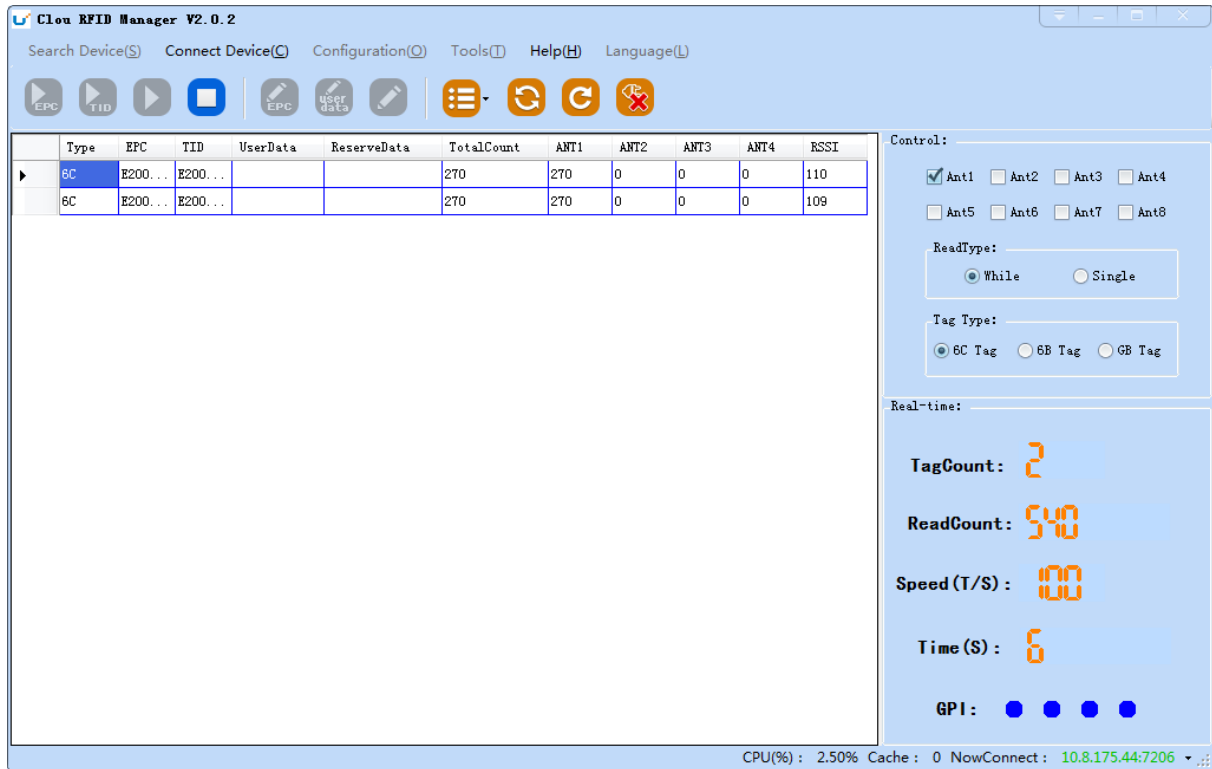 Clou RFID Manager V2.0.2
Search Device(S) Connect Device(C) Configuration(O) Tools(T) Help(H) Language(L)
EPC TID EPC user data
Type EPC TID UserData ReserveData TotalCount ANT1 ANT2 ANT3 ANT4 RSSI
6C E200... E200... 270 270 0 0 0 110
6C E200... E200... 270 270 0 0 0 109
Control:
Ant1 Ant2 Ant3 Ant4
Ant5 Ant6 Ant7 Ant8
ReadType:
While Single
Tag Type:
6C Tag 6B Tag GB Tag
Real-time:
TagCount: 2
ReadCount: 540
Speed(T/S): 100
Time(S): 6
GPI:
CPU(%) : 2.50% Cache : 0 NowConnect : 10.8.175.44:7206